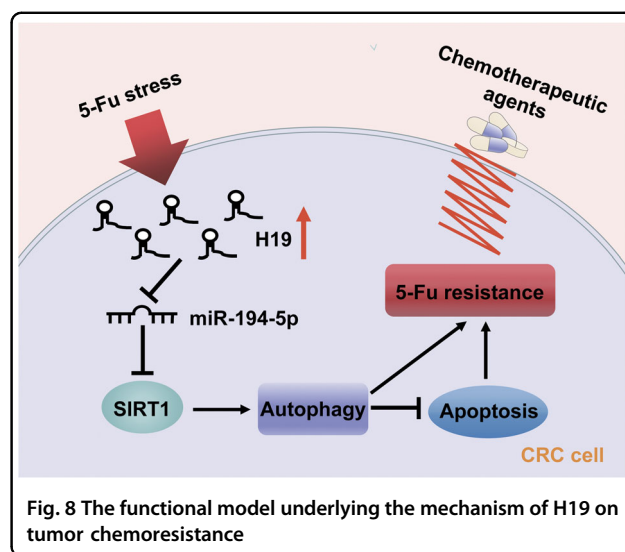 5-Fu stress
Chemotherapeutic
agents
H19
miR-194-5p
5-Fu resistance
SIRT1
Autophagy
Apoptosis
CRC cell
Fig. 8 The functional model underlying the mechanism of H19 on
tumor chemoresistance